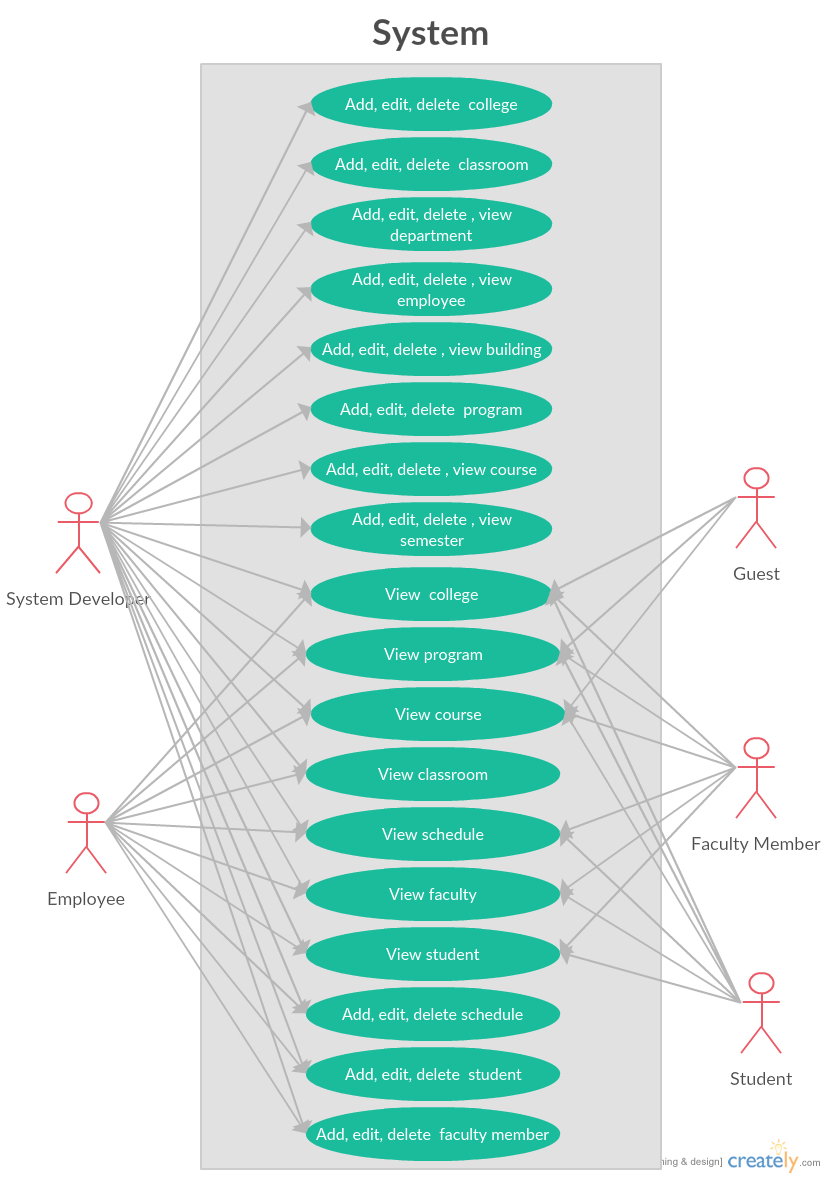 System
Add, edit, delete  college
Add, edit, delete  classroom
Add, edit, delete , view
department
Add, edit, delete , view
employee
Add, edit, delete , view building
Add, edit, delete  program
Add, edit, delete , view course
Add, edit, delete , view
semester
System Developer
Guest
View  college
View program
View course
View classroom
View schedule
Faculty Member
Employee
View faculty
View student
Add, edit, delete schedule
Add, edit, delete  student
Student
Add, edit, delete  faculty member
& design]
creately.com